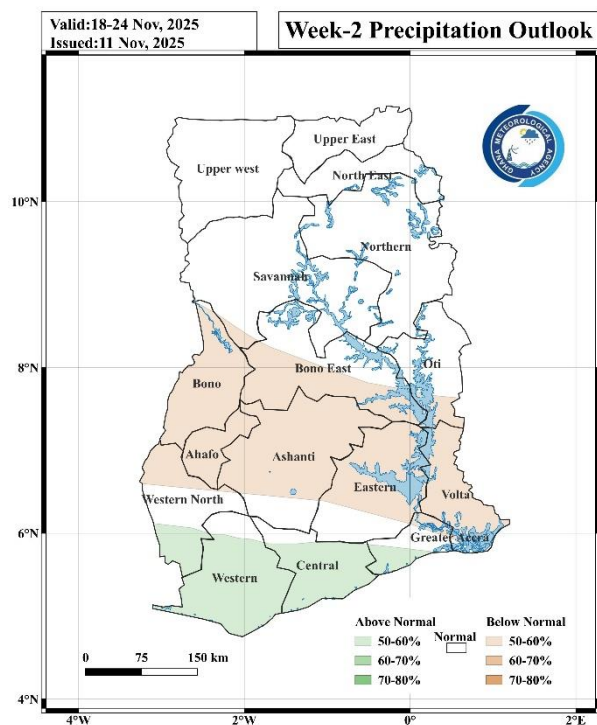 Valid:18-24 Nov, 2025
Issued:11 Nov, 2025
Week-2 Precipitation Outlook
GHANA METEOROLOGICAL AGENCY
Upper East
Upper west
North East
10°N
Northern
Savannah
8°N
Oti
Bono East
Bono
Ahafo
Ashanti
Eastern
Volta
Western North
6°N
Greater Accra
Central
Western
Above Normal
Normal
Below Normal
50-60%
50-60%
60-70%
60-70%
70-80%
70-80%
0 75 150 km
4°N
4°W 2°W 0° 2°E